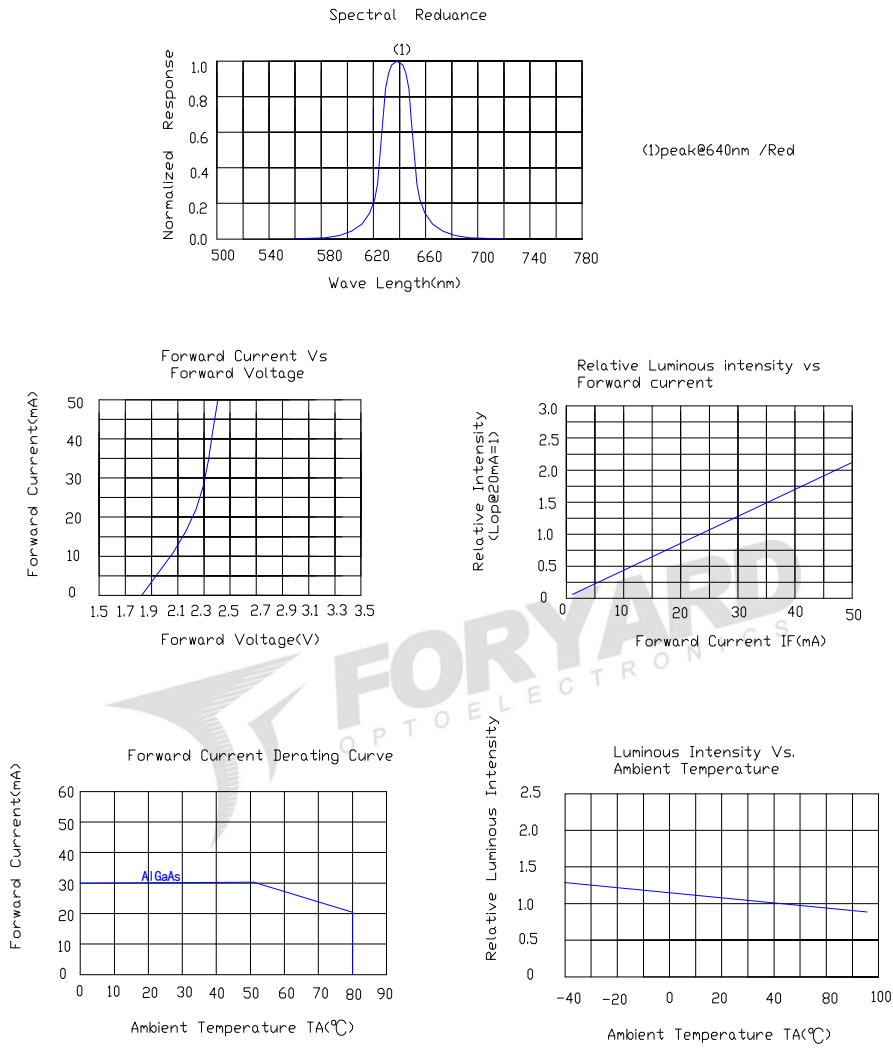 Spectral Reduance
(1)
Normalized Response
1.0
0.8
0.6
0.4
0.2
0.0
500 540 580 620 660 700 740 780
Wave Length(nm)
(1)peak@640nm /Red
Forward Current Vs
Forward Voltage
Forward Current(mA)
50
40
30
20
10
0
1.5 1.7 1.9 2.1 2.3 2.5 2.7 2.9 3.1 3.3 3.5
Forward Voltage(V)
Relative Luminous intensity vs
Forward current
Relative Intensity
(Lop@20mA=1)
3.0
2.5
2.0
1.5
1.0
0.5
0
0 10 20 30 40 50
Forward Current IF(mA)
FORYARD
OPTOELECTRONICS
Forward Current Derating Curve
Forward Current(mA)
60
50
40
30
20
10
0
AlGaAs
0 10 20 30 40 50 60 70 80 90
Ambient Temperature TA(℃)
Luminous Intensity Vs.
Ambient Temperature
Relative Luminous Intensity
2.5
2.0
1.5
1.0
0.5
0
-40 -20 0 20 40 80 100
Ambient Temperature TA(℃)